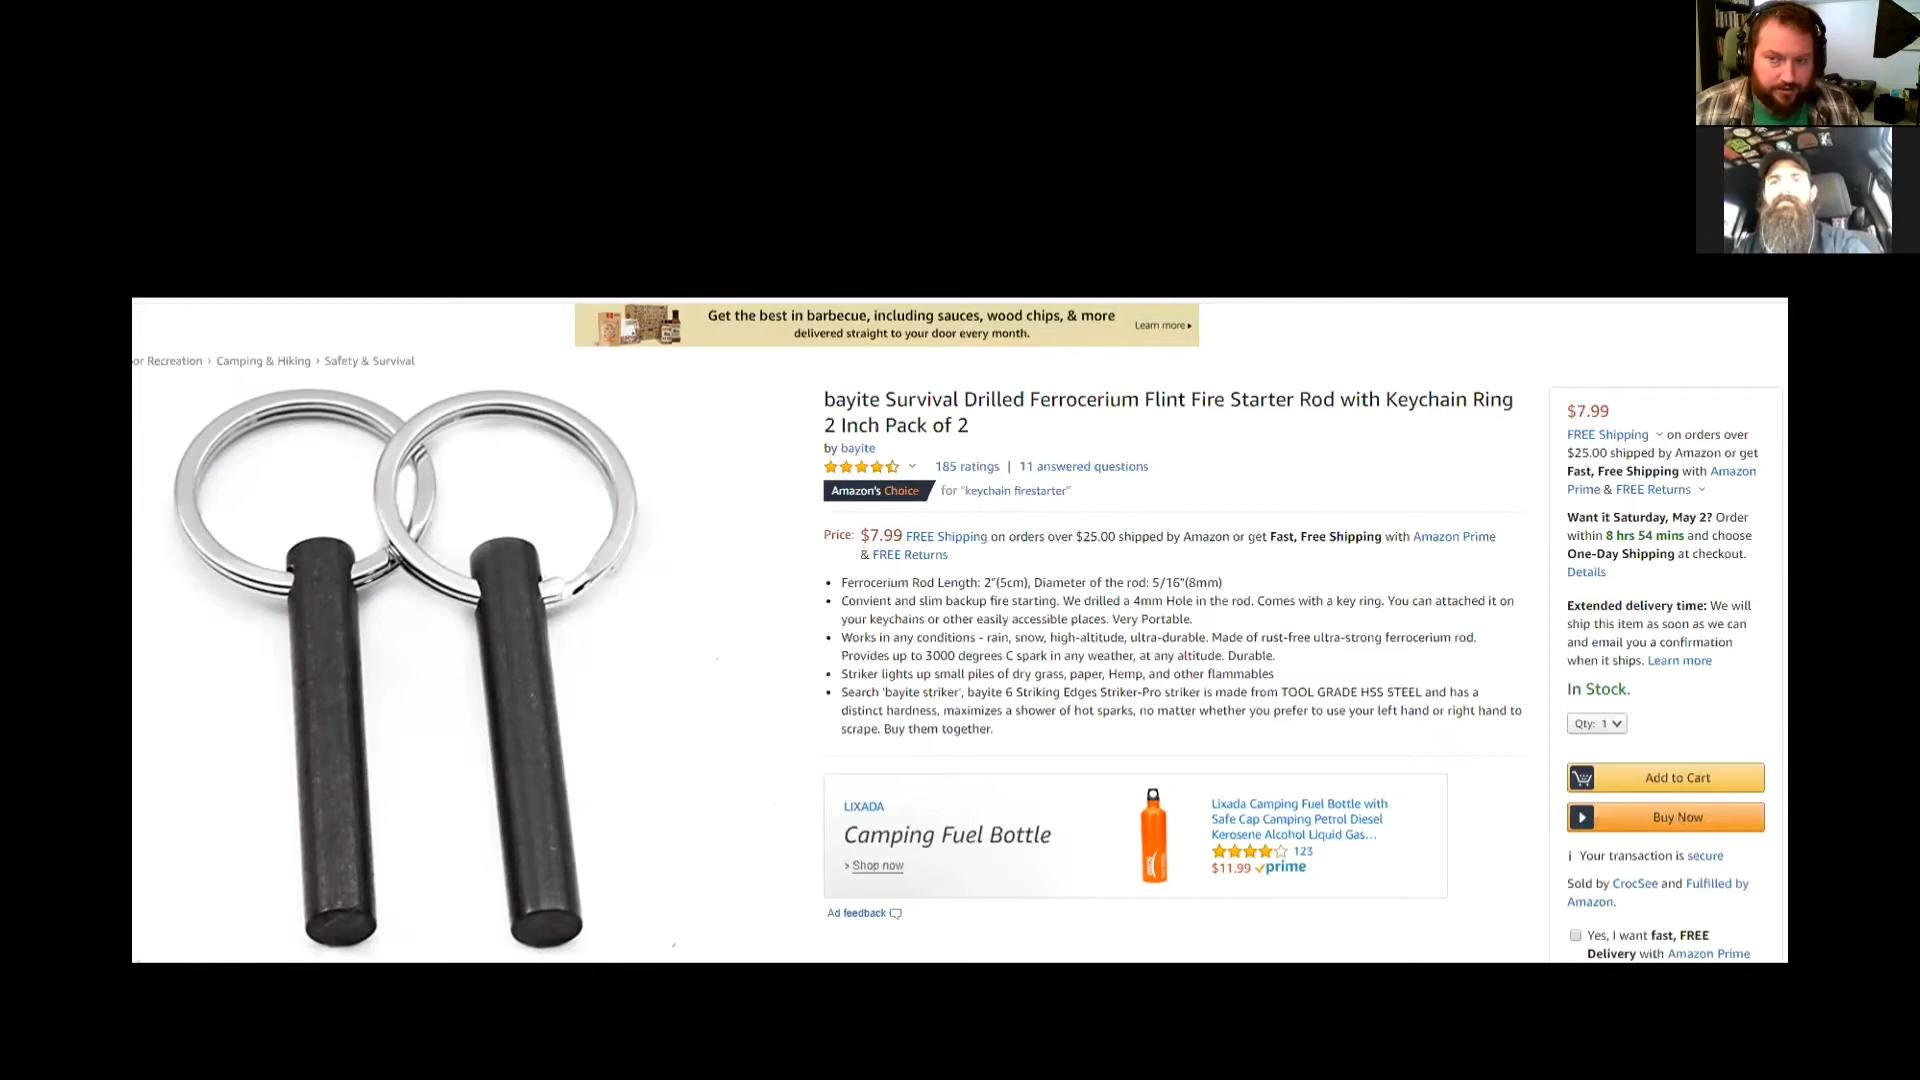 Get the best in barbecue, including sauces, wood chips, & more
delivered straight to your door every month.
Learn more ▸
or Recreation › Camping & Hiking › Safety & Survival
bayite Survival Drilled Ferrocerium Flint Fire Starter Rod with Keychain Ring
2 Inch Pack of 2
by bayite
185 ratings | 11 answered questions
Amazon's Choice for "keychain firestarter"
Price: $7.99 FREE Shipping on orders over $25.00 shipped by Amazon or get Fast, Free Shipping with Amazon Prime
& FREE Returns
• Ferrocerium Rod Length: 2"(5cm), Diameter of the rod: 5/16"(8mm)
• Convient and slim backup fire starting. We drilled a 4mm Hole in the rod. Comes with a key ring. You can attached it on
your keychains or other easily accessible places. Very Portable.
• Works in any conditions - rain, snow, high-altitude, ultra-durable. Made of rust-free ultra-strong ferrocerium rod.
Provides up to 3000 degrees C spark in any weather, at any altitude. Durable.
• Striker lights up small piles of dry grass, paper, Hemp, and other flammables
• Search 'bayite striker', bayite 6 Striking Edges Striker-Pro striker is made from TOOL GRADE HSS STEEL and has a
distinct hardness, maximizes a shower of hot sparks, no matter whether you prefer to use your left hand or right hand to
scrape. Buy them together.
LIXADA
Camping Fuel Bottle
› Shop now
Lixada Camping Fuel Bottle with
Safe Cap Camping Petrol Diesel
Kerosene Alcohol Liquid Gas...
123
$11.99 prime
Ad feedback
$7.99
FREE Shipping on orders over
$25.00 shipped by Amazon or get
Fast, Free Shipping with Amazon
Prime & FREE Returns
Want it Saturday, May 2? Order
within 8 hrs 54 mins and choose
One-Day Shipping at checkout.
Details
Extended delivery time: We will
ship this item as soon as we can
and email you a confirmation
when it ships. Learn more
In Stock.
Qty: 1
Add to Cart
Buy Now
Your transaction is secure
Sold by CrocSee and Fulfilled by
Amazon.
Yes, I want fast, FREE
Delivery with Amazon Prime